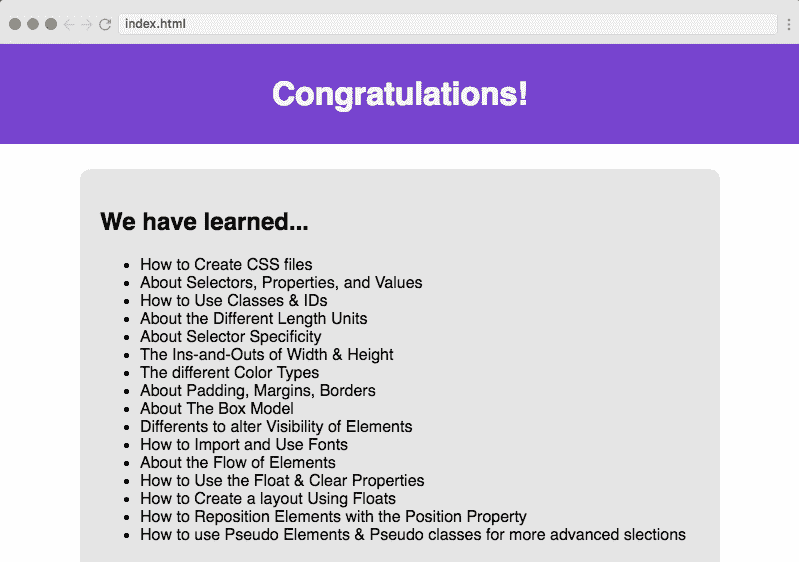 index.html
Congratulations!
We have learned...
How to Create CSS files
About Selectors, Properties, and Values
How to Use Classes & IDs
About the Different Length Units
About Selector Specificity
The Ins-and-Outs of Width & Height
The different Color Types
About Padding, Margins, Borders
About The Box Model
Differents to alter Visibility of Elements
How to Import and Use Fonts
About the Flow of Elements
How to Use the Float & Clear Properties
How to Create a layout Using Floats
How to Reposition Elements with the Position Property
How to use Pseudo Elements & Pseudo classes for more advanced slections